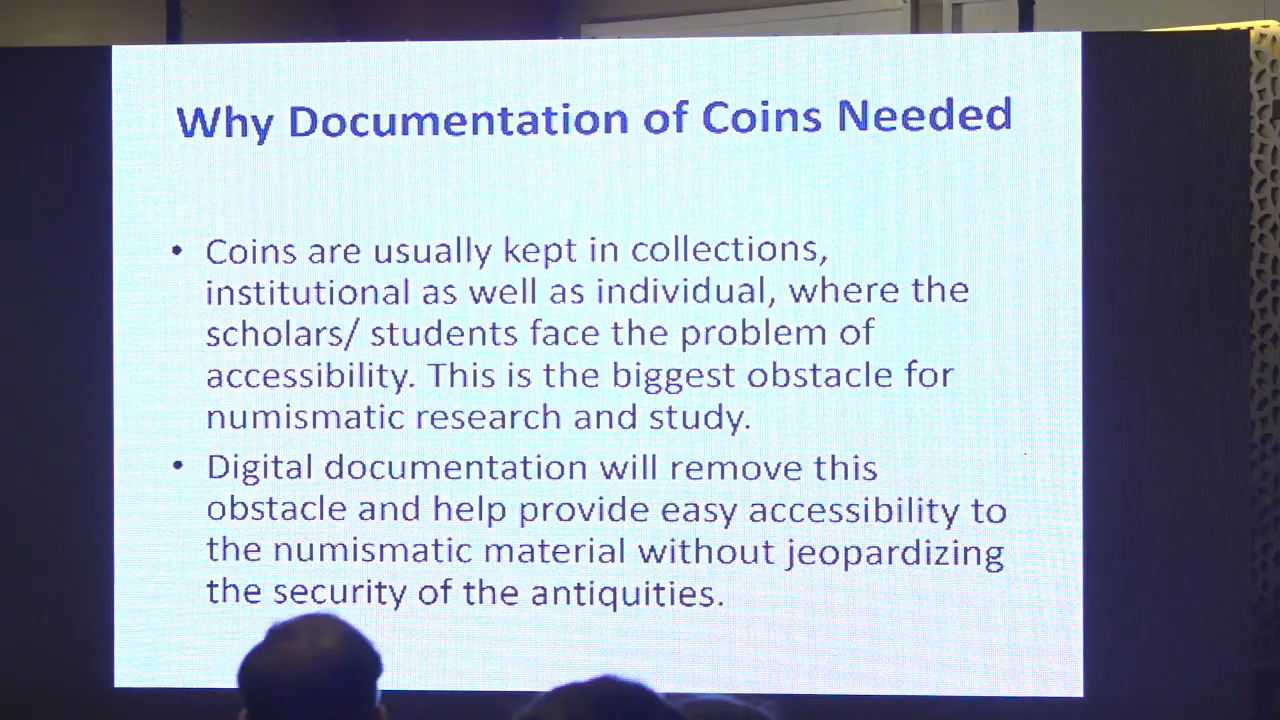 Why Documentation of Coins Needed
• Coins are usually kept in collections,
institutional as well as individual, where the
scholars/ students face the problem of
accessibility. This is the biggest obstacle for
numismatic research and study.
• Digital documentation will remove this
obstacle and help provide easy accessibility to
the numismatic material without jeopardizing
the security of the antiquities.